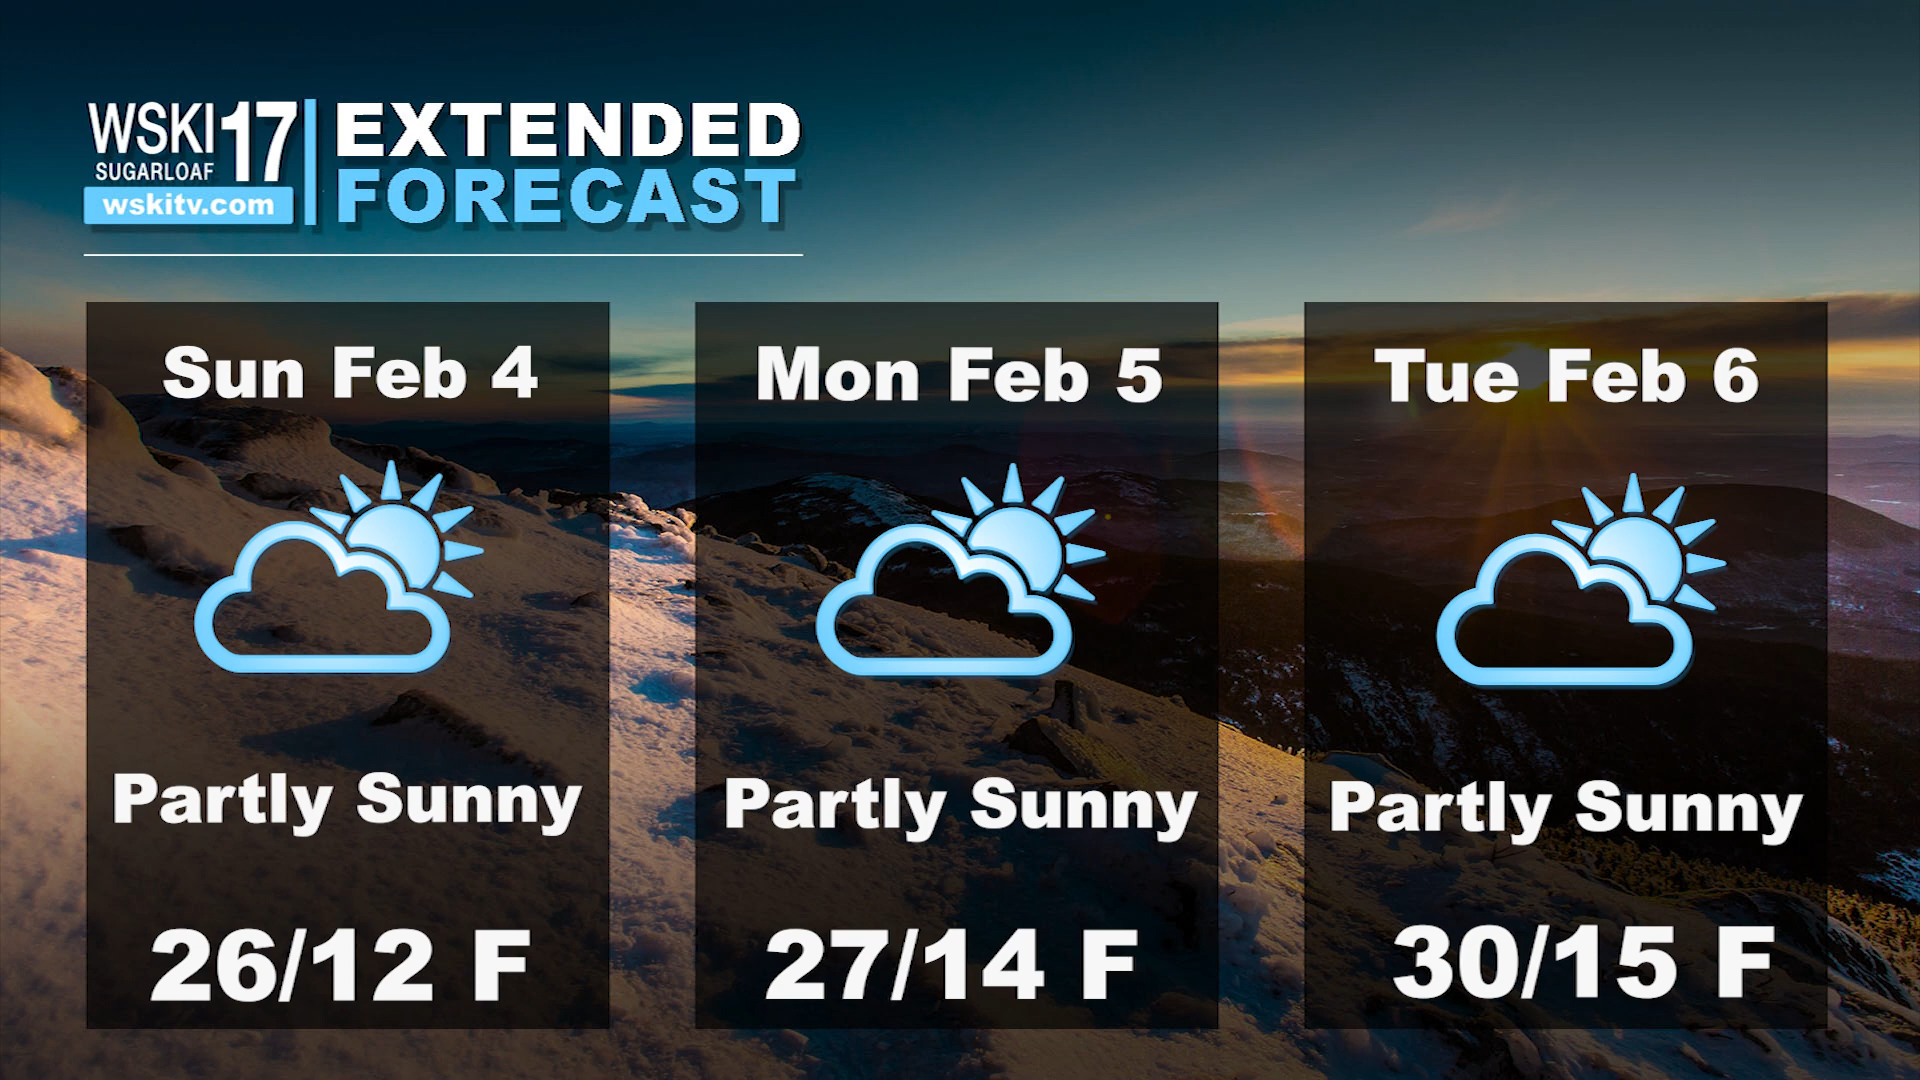 WSKI 17
SUGARLOAF
wskitv.com
EXTENDED
FORECAST
Sun Feb 4
Partly Sunny
26/12 F
Mon Feb 5
Partly Sunny
27/14 F
Tue Feb 6
Partly Sunny
30/15 F